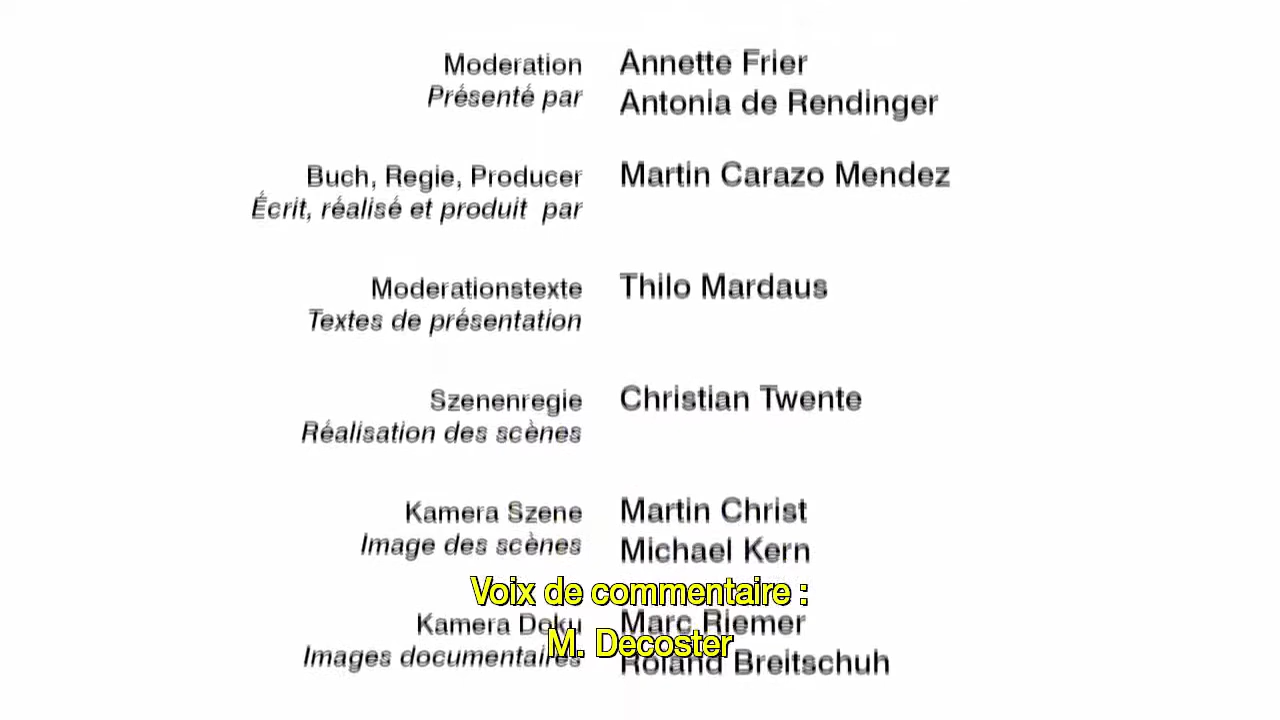 Moderation Annette Frier
Présenté par Antonia de Rendinger
Buch, Regie, Producer Martin Carazo Mendez
Écrit, réalisé et produit par
Moderationstexte Thilo Mardaus
Textes de présentation
Szenenregie Christian Twente
Réalisation des scènes
Kamera Szene Martin Christ
Image des scènes Michael Kern
Voix de commentaire :
Kamera Doku Marc Riemer
M. Decoster
Images documentaires Roland Breitschuh